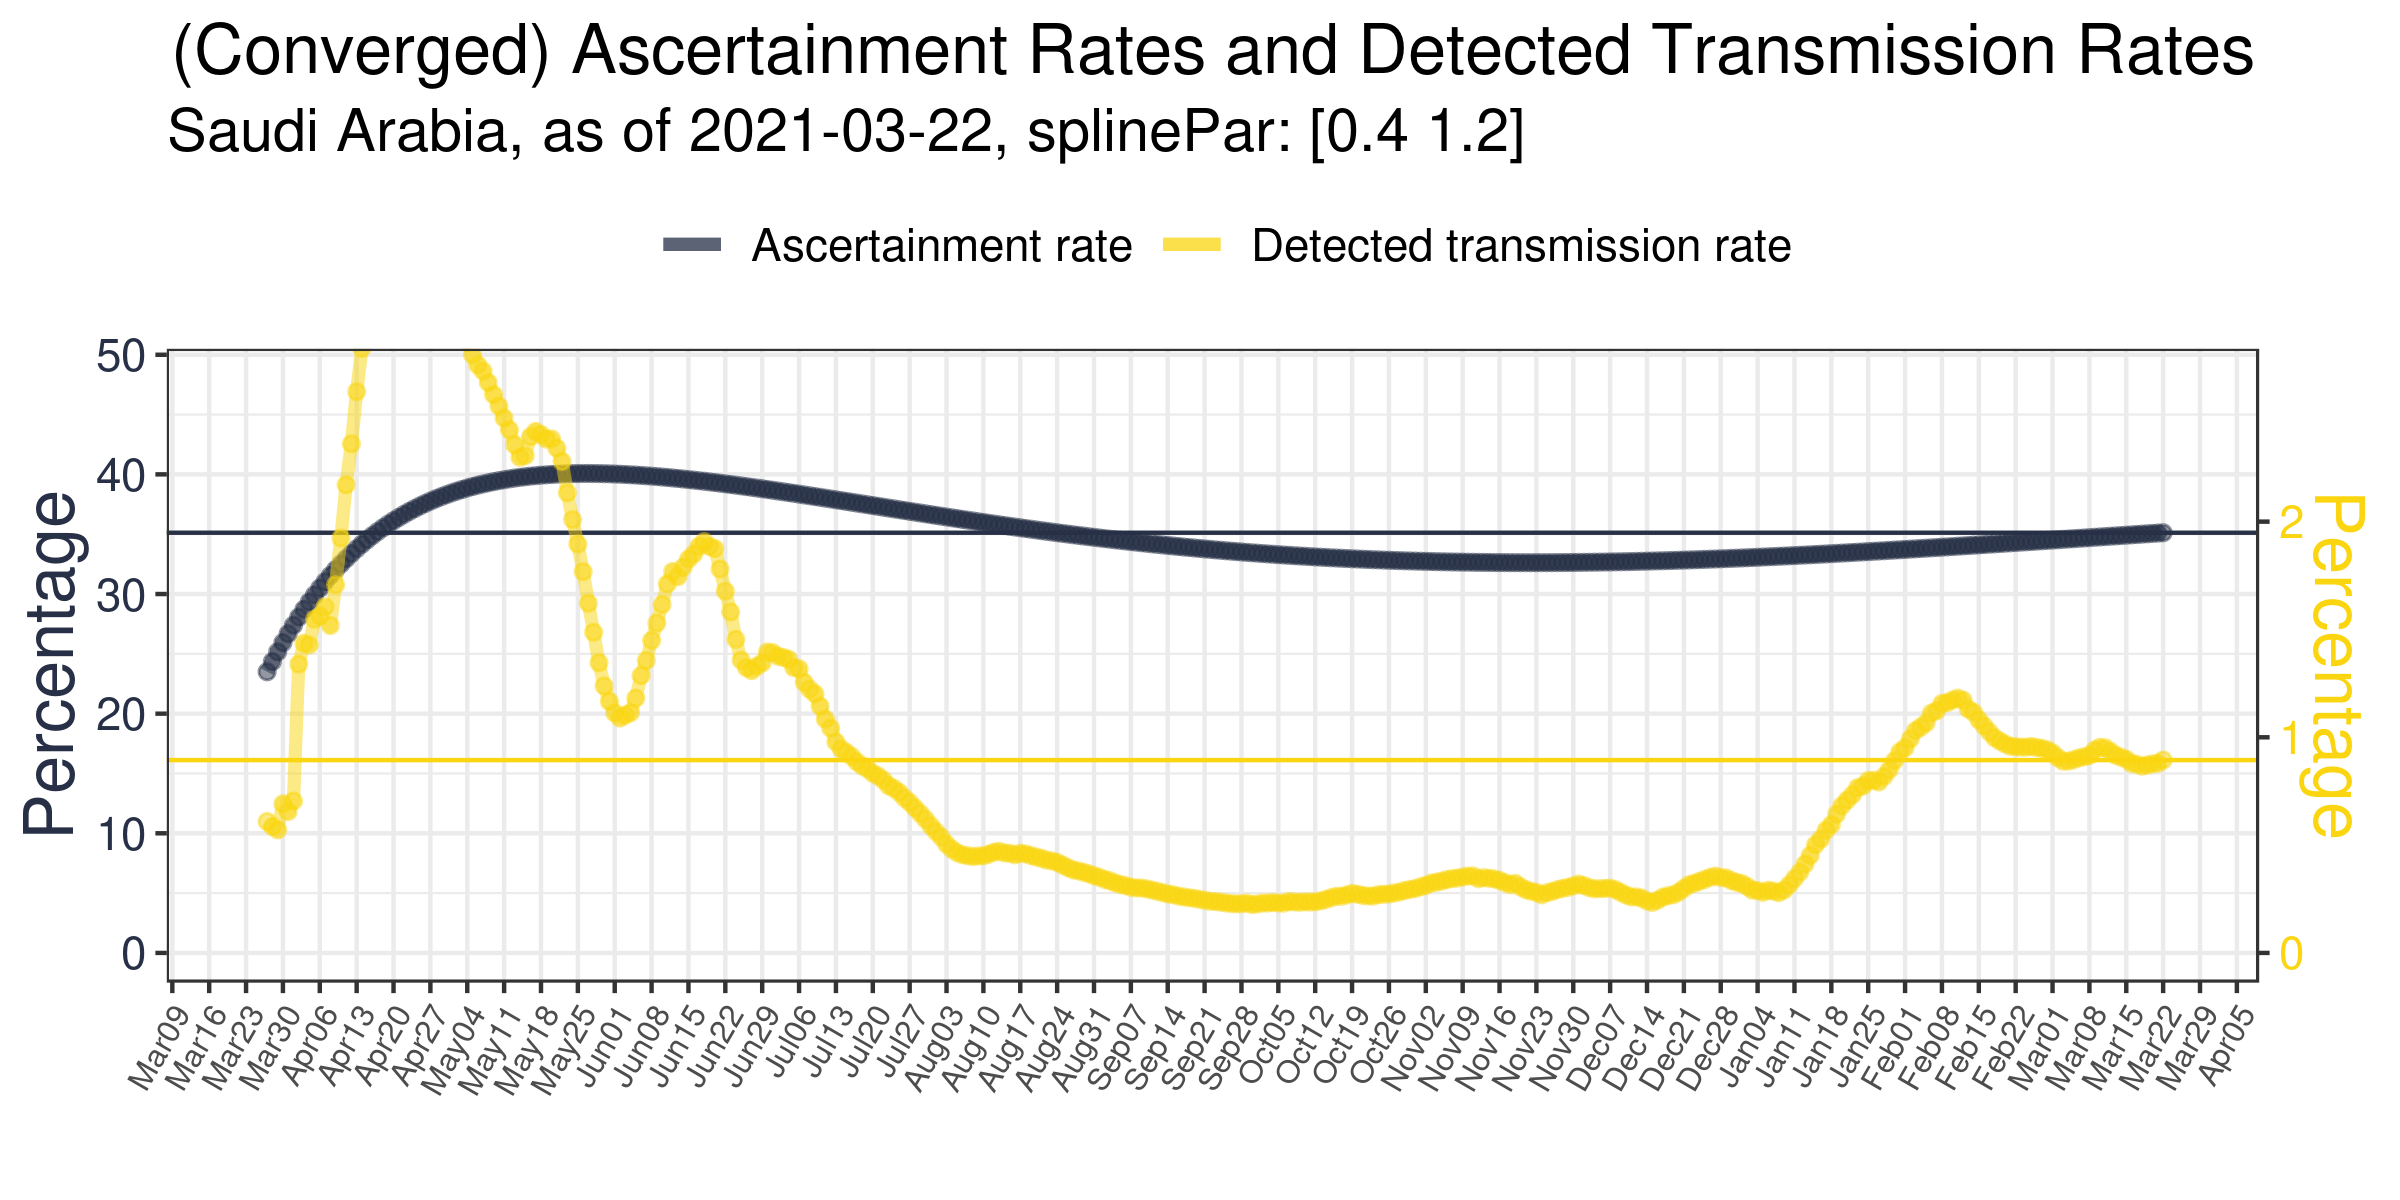 (Converged) Ascertainment Rates and Detected Transmission Rates
Saudi Arabia, as of 2021-03-22, splinePar: [0.4 1.2]
Ascertainment rate
Detected transmission rate
Percentage
50
40
30
20
10
0
2
1
0
Percentage
Mar09
Mar16
Mar23
Mar30
Apr06
Apr13
Apr20
Apr27
May04
May11
May18
May25
Jun01
Jun08
Jun15
Jun22
Jun29
Jul06
Jul13
Jul20
Jul27
Aug03
Aug10
Aug17
Aug24
Aug31
Sep07
Sep14
Sep21
Sep28
Oct05
Oct12
Oct19
Oct26
Nov02
Nov09
Nov16
Nov23
Nov30
Dec07
Dec14
Dec21
Dec28
Jan04
Jan11
Jan18
Jan25
Feb01
Feb08
Feb15
Feb22
Mar01
Mar08
Mar15
Mar22
Mar29
Apr05